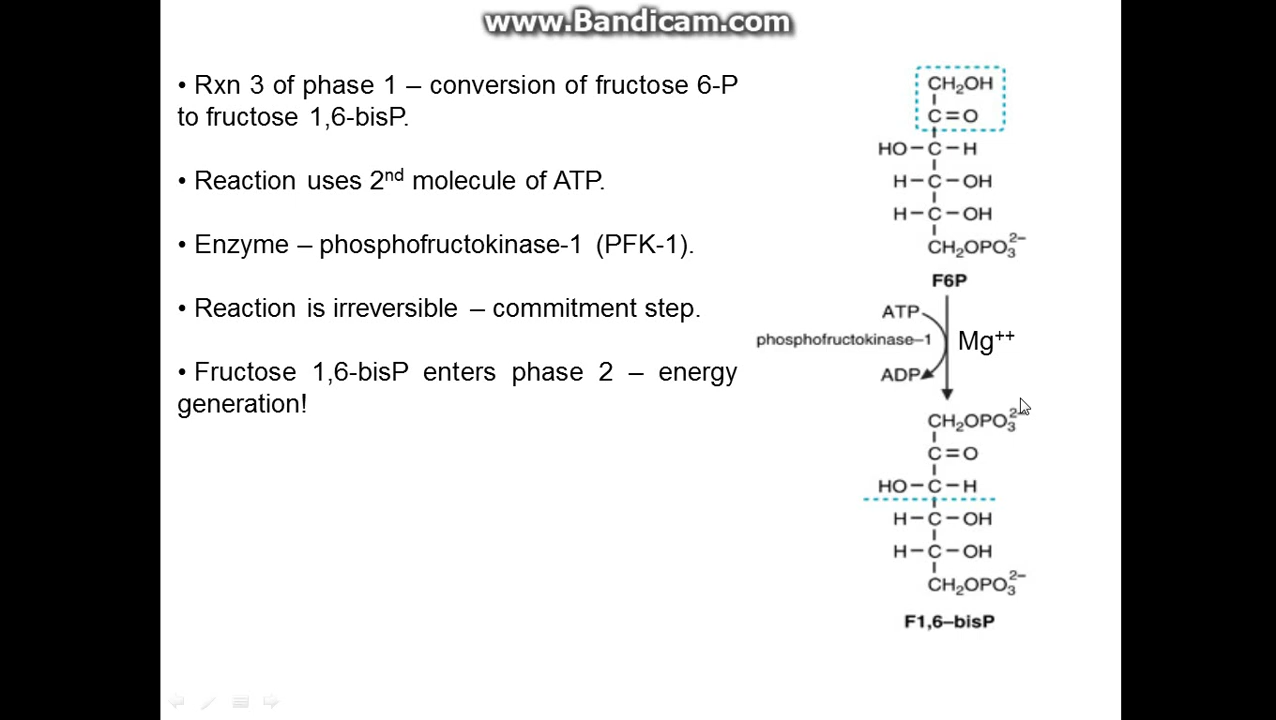 www.Bandicam.com
• Rxn 3 of phase 1 – conversion of fructose 6-P
to fructose 1,6-bisP.
• Reaction uses 2nd molecule of ATP.
• Enzyme – phosphofructokinase-1 (PFK-1).
• Reaction is irreversible – commitment step.
• Fructose 1,6-bisP enters phase 2 – energy
generation!
CH2OH
C=O
HO–C–H
H–C–OH
H–C–OH
CH2OPO3 2–
F6P
ATP
phosphofructokinase–1
Mg++
ADP
CH2OPO3 2–
C=O
HO–C–H
H–C–OH
H–C–OH
CH2OPO3 2–
F1,6–bisP